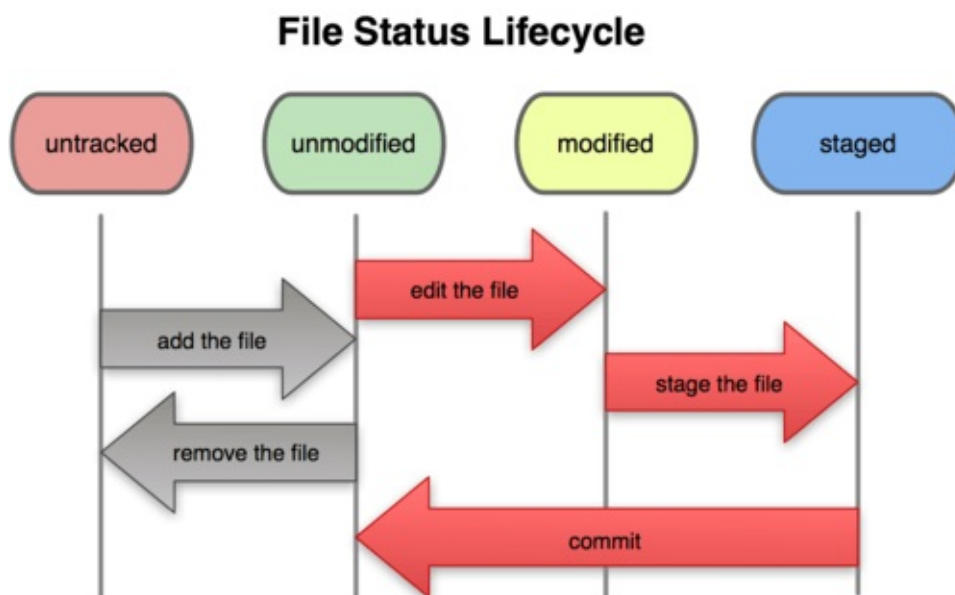 File Status Lifecycle
untracked
unmodified
modified
staged
edit the file
add the file
stage the file
remove the file
commit